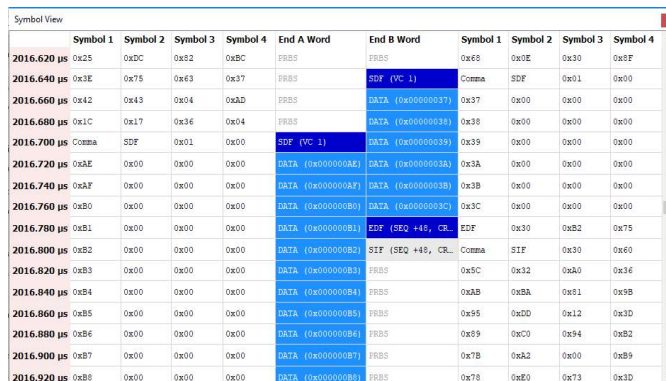 Symbol View
Symbol 1 Symbol 2 Symbol 3 Symbol 4 End A Word End B Word Symbol 1 Symbol 2 Symbol 3 Symbol 4
2016.620 µs 0x25 0xDC 0x82 0xBC PRBS PRBS 0x68 0x0E 0x30 0x8F
2016.640 µs 0x3E 0x75 0x63 0x37 PRBS SDF (VC 1) Comma SDF 0x01 0x00
2016.660 µs 0x42 0x43 0x04 0xAD PRBS DATA (0x00000037) 0x37 0x00 0x00 0x00
2016.680 µs 0x1C 0x17 0x36 0x04 PRBS DATA (0x00000038) 0x38 0x00 0x00 0x00
2016.700 µs Comma SDF 0x01 0x00 SDF (VC 1) DATA (0x00000039) 0x39 0x00 0x00 0x00
2016.720 µs 0xAE 0x00 0x00 0x00 DATA (0x000000AE) DATA (0x0000003A) 0x3A 0x00 0x00 0x00
2016.740 µs 0xAF 0x00 0x00 0x00 DATA (0x000000AF) DATA (0x0000003B) 0x3B 0x00 0x00 0x00
2016.760 µs 0xB0 0x00 0x00 0x00 DATA (0x000000B0) DATA (0x0000003C) 0x3C 0x00 0x00 0x00
2016.780 µs 0xB1 0x00 0x00 0x00 DATA (0x000000B1) EDF (SEQ +48, CR... EDF 0x30 0xB2 0x75
2016.800 µs 0xB2 0x00 0x00 0x00 DATA (0x000000B2) SIF (SEQ +48, CR... Comma SIF 0x30 0x60
2016.820 µs 0xB3 0x00 0x00 0x00 DATA (0x000000B3) PRBS 0x5C 0x32 0xA0 0x36
2016.840 µs 0xB4 0x00 0x00 0x00 DATA (0x000000B4) PRBS 0xAB 0xBA 0x81 0x9B
2016.860 µs 0xB5 0x00 0x00 0x00 DATA (0x000000B5) PRBS 0x95 0xDD 0x12 0x3D
2016.880 µs 0xB6 0x00 0x00 0x00 DATA (0x000000B6) PRBS 0x89 0xC0 0x94 0xB2
2016.900 µs 0xB7 0x00 0x00 0x00 DATA (0x000000B7) PRBS 0x7B 0xA2 0x00 0xB9
2016.920 µs 0xB8 0x00 0x00 0x00 DATA (0x000000B8) PRBS 0x78 0xE0 0x73 0x3D